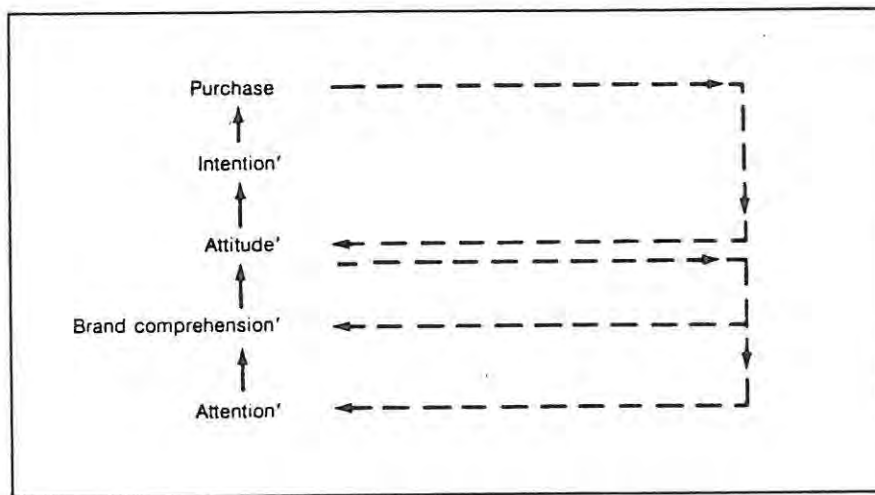 Purchase
Intention'
Attitude'
Brand comprehension'
Attention'